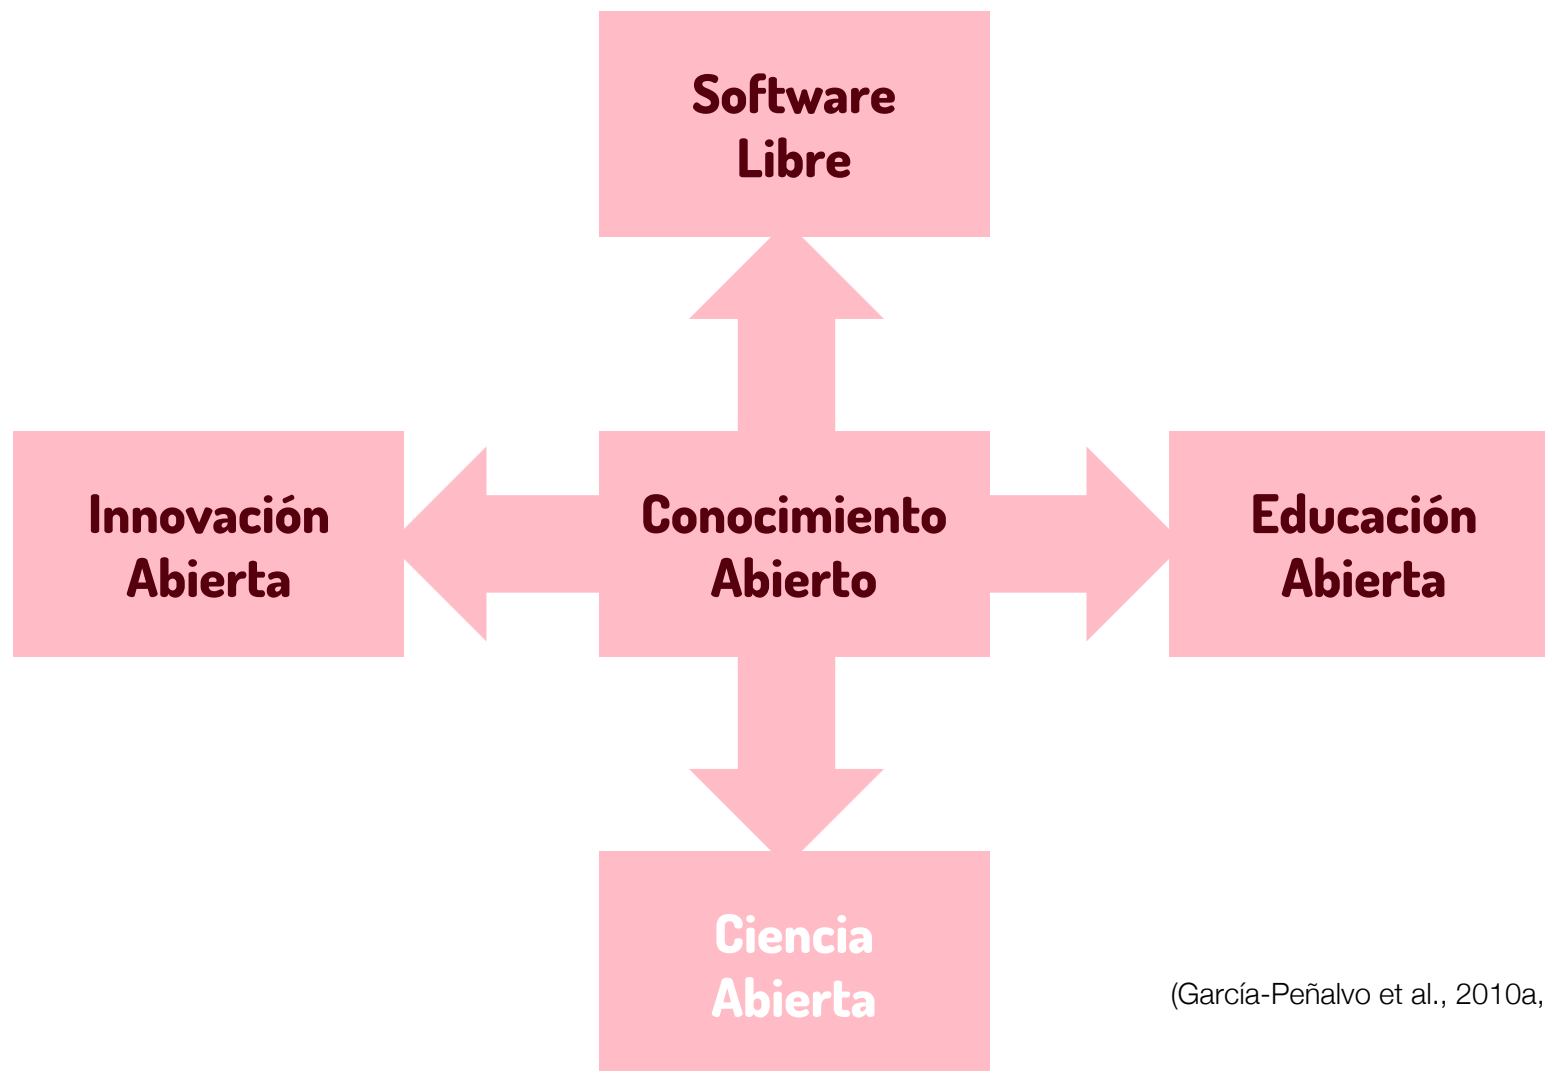 Software
Libre
Innovación
Abierta
Conocimiento
Abierto
Educación
Abierta
Ciencia
Abierta
(García-Peñalvo et al., 2010a,